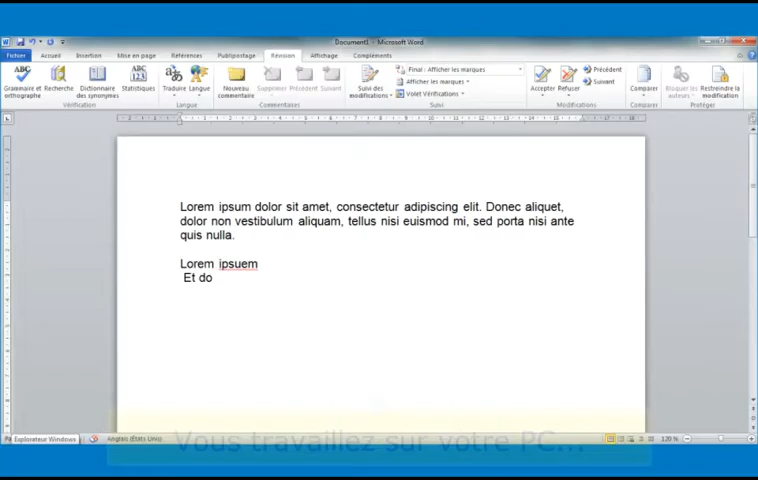 Document1 - Microsoft Word
Fichier Accueil Insertion Mise en page Références Publipostage Révision Affichage Compléments
Grammaire et orthographe
Recherche
Dictionnaire des synonymes
Statistiques
Vérification
Traduire
Langue
Langue
Nouveau commentaire
Supprimer
Précédent
Suivant
Commentaires
Suivi des modifications
Final : Afficher les marques
Afficher les marques
Volet Vérifications
Suivi
Accepter
Refuser
Précédent
Suivant
Modifications
Comparer
Comparer
Bloquer les auteurs
Restreindre la modification
Protéger
Lorem ipsum dolor sit amet, consectetur adipiscing elit. Donec aliquet,
dolor non vestibulum aliquam, tellus nisi euismod mi, sed porta nisi ante
quis nulla.
Lorem ipsuem
Et do
Explorateur Windows
Anglais (États Unis)
120 %
Vous travaillez sur votre PC...